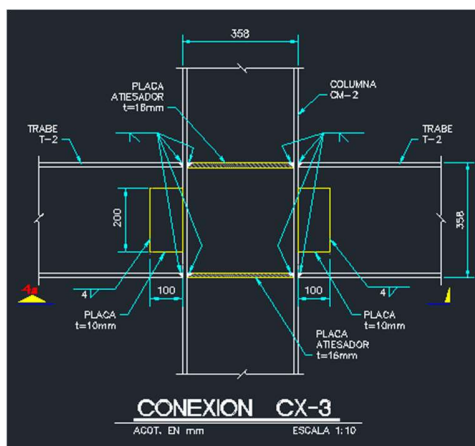 358
PLACA
ATIESADOR
t=16mm
COLUMNA
CM-2
TRABE
T-2
TRABE
T-2
200
358
4
100
100
4
PLACA
t=10mm
PLACA
t=10mm
PLACA
ATIESADOR
t=16mm
CONEXION CX-3
ACOT. EN mm ESCALA 1:10